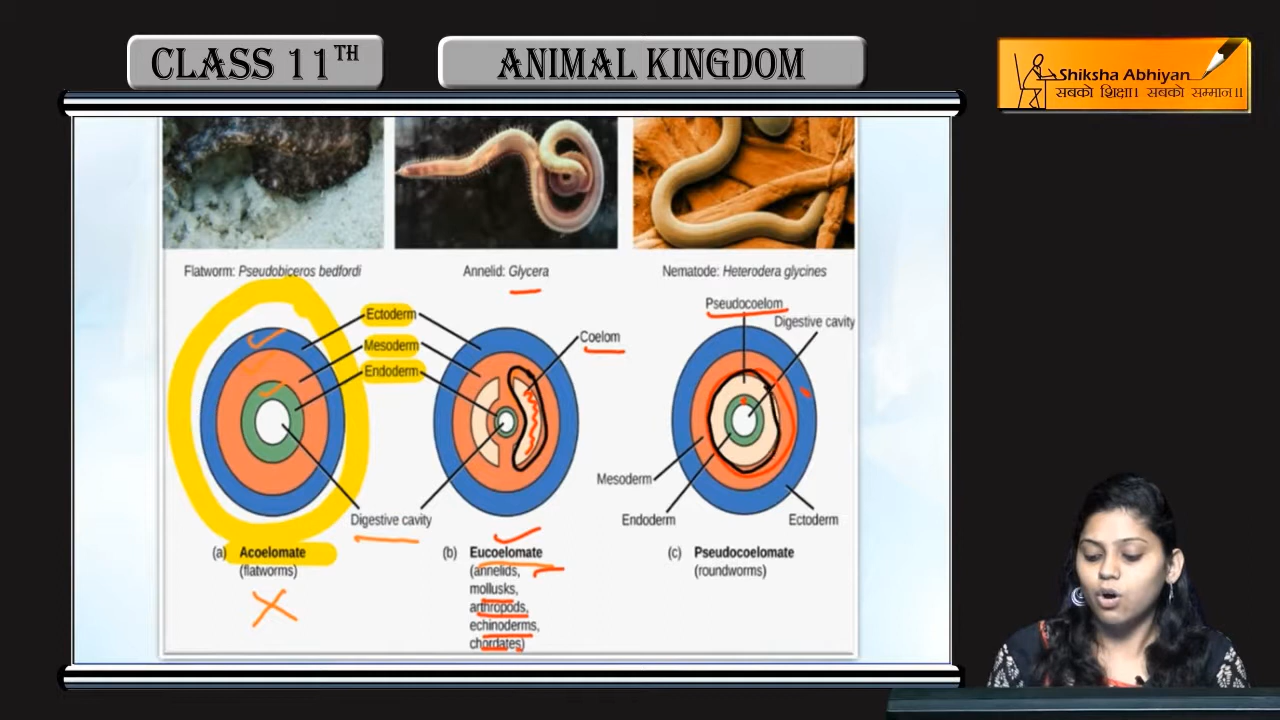 CLASS 11TH
ANIMAL KINGDOM
Shiksha Abhiyan
सबको शिक्षा। सबको सम्मान।।
Flatworm: Pseudobiceros bedfordi
Annelid: Glycera
Nematode: Heterodera glycines
Ectoderm
Mesoderm
Endoderm
Digestive cavity
Coelom
Pseudocoelom
Digestive cavity
Mesoderm
Endoderm
Ectoderm
(a) Acoelomate
(flatworms)
(b) Eucoelomate
(annelids,
mollusks,
arthropods,
echinoderms,
chordates)
(c) Pseudocoelomate
(roundworms)